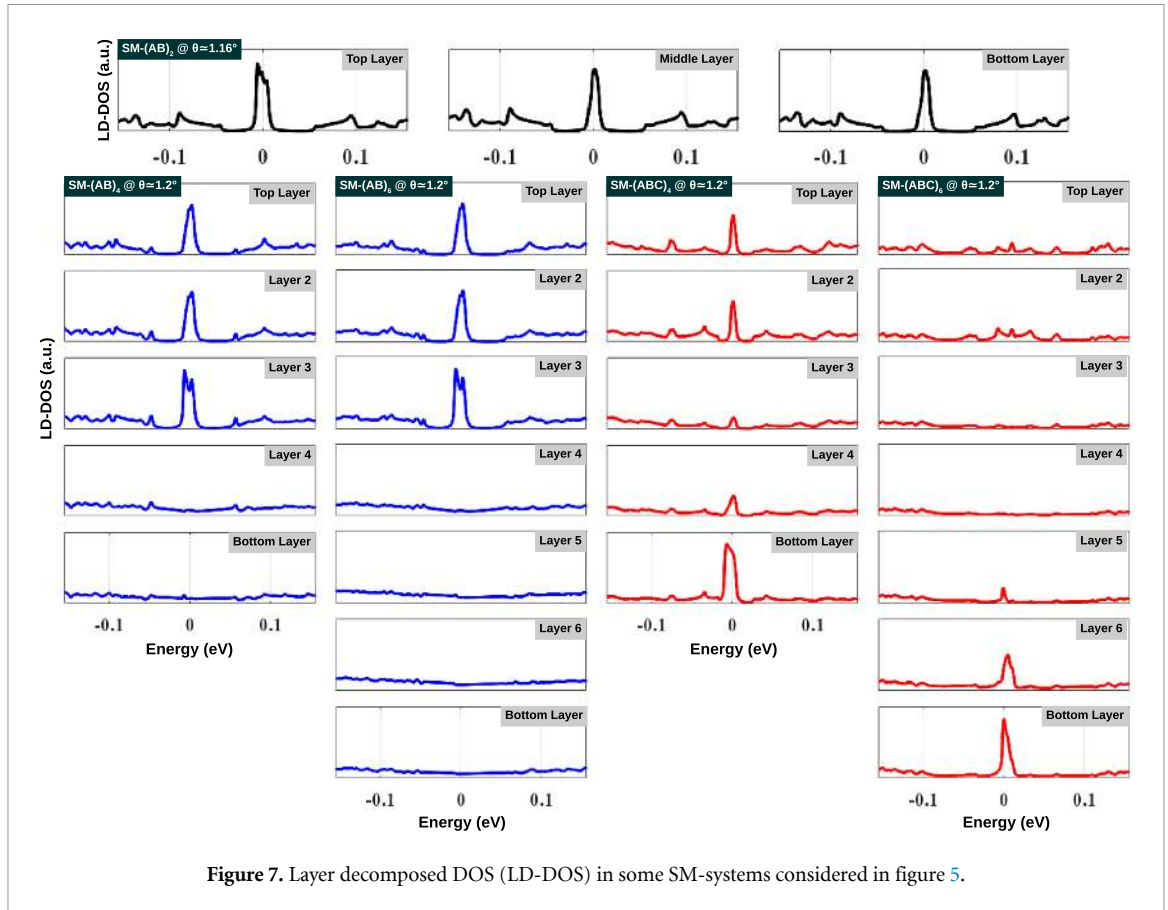 LD-DOS (a.u.)
SM-(AB)₂ @ θ≃1.16°
Top Layer
Middle Layer
Bottom Layer
-0.1 0 0.1
-0.1 0 0.1
-0.1 0 0.1
LD-DOS (a.u.)
SM-(AB)₄ @ θ≃1.2°
Top Layer
Layer 2
Layer 3
Layer 4
Bottom Layer
-0.1 0 0.1
Energy (eV)
SM-(AB)₆ @ θ≃1.2°
Top Layer
Layer 2
Layer 3
Layer 4
Layer 5
Layer 6
Bottom Layer
-0.1 0 0.1
Energy (eV)
SM-(ABC)₄ @ θ≃1.2°
Top Layer
Layer 2
Layer 3
Layer 4
Bottom Layer
-0.1 0 0.1
Energy (eV)
SM-(ABC)₆ @ θ≃1.2°
Top Layer
Layer 2
Layer 3
Layer 4
Layer 5
Layer 6
Bottom Layer
-0.1 0 0.1
Energy (eV)
Figure 7. Layer decomposed DOS (LD-DOS) in some SM-systems considered in figure 5.